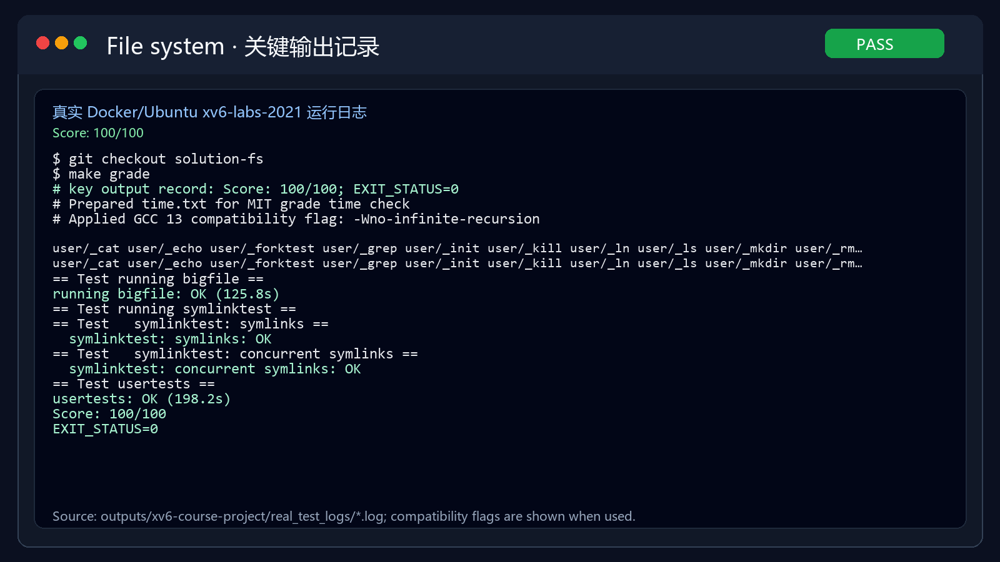 File system · 关键输出记录
PASS
真实 Docker/Ubuntu xv6-labs-2021 运行日志
Score: 100/100
$ git checkout solution-fs
$ make grade
# key output record: Score: 100/100; EXIT_STATUS=0
# Prepared time.txt for MIT grade time check
# Applied GCC 13 compatibility flag: -Wno-infinite-recursion
user/_cat user/_echo user/_forktest user/_grep user/_init user/_kill user/_ln user/_ls user/_mkdir user/_rm…
user/_cat user/_echo user/_forktest user/_grep user/_init user/_kill user/_ln user/_ls user/_mkdir user/_rm…
== Test running bigfile ==
running bigfile: OK (125.8s)
== Test running symlinktest ==
== Test   symlinktest: symlinks ==
  symlinktest: symlinks: OK
== Test   symlinktest: concurrent symlinks ==
  symlinktest: concurrent symlinks: OK
== Test usertests ==
usertests: OK (198.2s)
Score: 100/100
EXIT_STATUS=0
Source: outputs/xv6-course-project/real_test_logs/*.log; compatibility flags are shown when used.